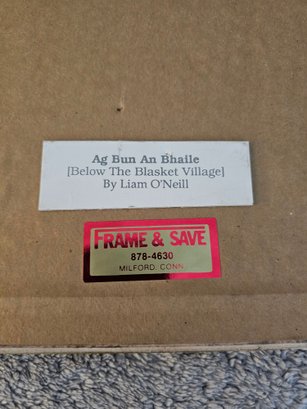 Ag Bun An Bhaile
[Below The Blasket Village]
By Liam O'Neill
FRAME & SAVE
878-4630
MILFORD, CONN.